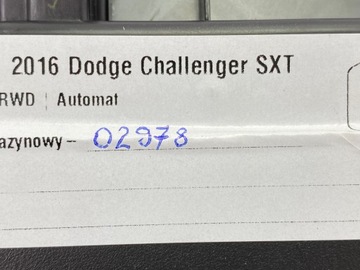 2016 Dodge Challenger SXT
RWD | Automat
azynowy – 02978